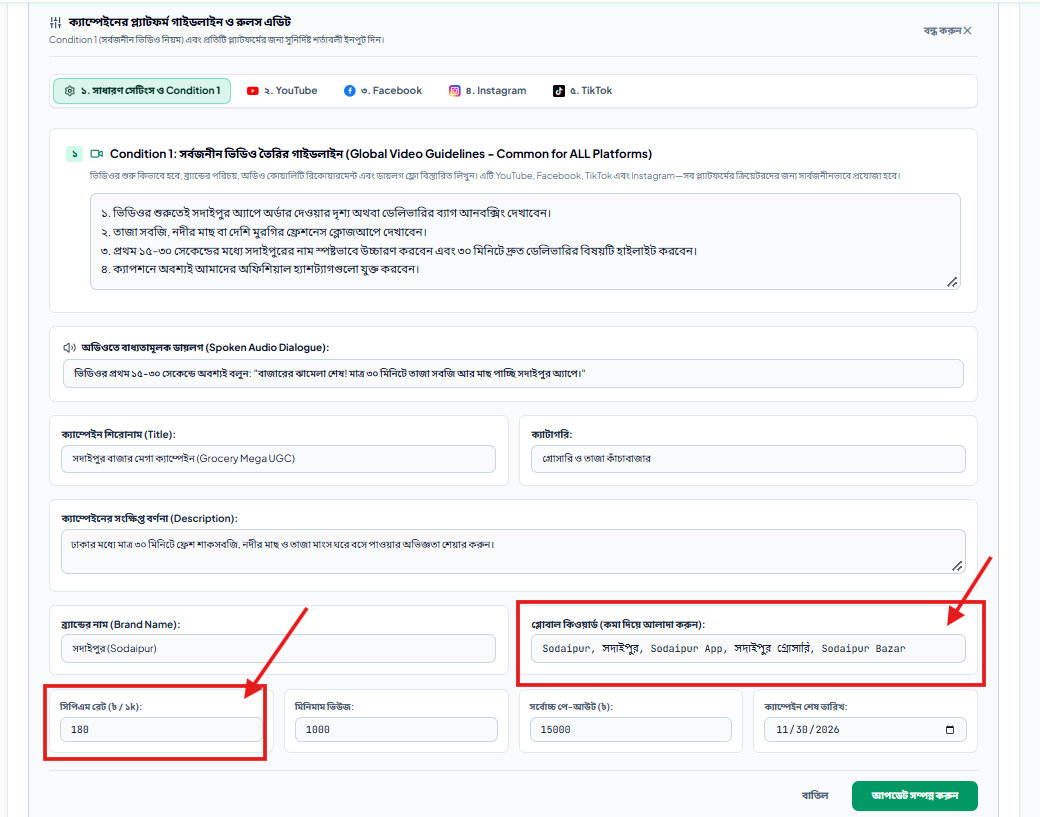 ক্যাম্পেইনের প্ল্যাটফর্ম গাইডলাইন ও রুলস এডিট
Condition 1 (সর্বজনীন ভিডিও নিয়ম) এবং প্রতিটি প্ল্যাটফর্মের জন্য সুনির্দিষ্ট শর্তাবলী ইনপুট দিন।
বন্ধ করুন
১. সাধারণ সেটিংস ও Condition 1
২. YouTube
৩. Facebook
৪. Instagram
৫. TikTok
১
Condition 1: সর্বজনীন ভিডিও তৈরির গাইডলাইন (Global Video Guidelines – Common for ALL Platforms)
ভিডিওর শুরু কিভাবে হবে, ব্র্যান্ডের পরিচয়, অডিও কোয়ালিটি রিকোয়ারমেন্ট এবং ডায়লগ ফ্লো বিস্তারিত লিখুন। এটি YouTube, Facebook, TikTok এবং Instagram—সব প্ল্যাটফর্মের ক্রিয়েটরদের জন্য সর্বজনীনভাবে প্রযোজ্য হবে।
১. ভিডিওর শুরুতেই সদাইপুর অ্যাপে অর্ডার দেওয়ার দৃশ্য অথবা ডেলিভারির ব্যাগ আনবক্সিং দেখাবেন।
২. তাজা সবজি, নদীর মাছ বা দেশি মুরগির ফ্রেশনেস ক্লোজআপে দেখাবেন।
৩. প্রথম ১৫-৩০ সেকেন্ডের মধ্যে সদাইপুরের নাম স্পষ্টভাবে উচ্চারণ করবেন এবং ৩০ মিনিটে দ্রুত ডেলিভারির বিষয়টি হাইলাইট করবেন।
৪. ক্যাপশনে অবশ্যই আমাদের অফিশিয়াল হ্যাশট্যাগগুলো যুক্ত করবেন।
অডিওতে বাধ্যতামূলক ডায়লগ (Spoken Audio Dialogue):
ভিডিওর প্রথম ১৫-৩০ সেকেন্ডে অবশ্যই বলুন: "বাজারের ঝামেলা শেষ! মাত্র ৩০ মিনিটে তাজা সবজি আর মাছ পাচ্ছি সদাইপুর অ্যাপে।"
ক্যাম্পেইন শিরোনাম (Title):
ক্যাটাগরি:
সদাইপুর বাজার মেগা ক্যাম্পেইন (Grocery Mega UGC)
গ্রোসারি ও তাজা কাঁচাবাজার
ক্যাম্পেইনের সংক্ষিপ্ত বর্ণনা (Description):
ঢাকার মধ্যে মাত্র ৩০ মিনিটে ফ্রেশ শাকসবজি, নদীর মাছ ও তাজা মাংস ঘরে বসে পাওয়ার অভিজ্ঞতা শেয়ার করুন।
ব্র্যান্ডের নাম (Brand Name):
গ্লোবাল কিওয়ার্ড (কমা দিয়ে আলাদা করুন):
সদাইপুর (Sodaipur)
Sodaipur, সদাইপুর, Sodaipur App, সদাইপুর গ্রোসারি, Sodaipur Bazar
সিপিএম রেট (৳ / ১k):
মিনিমাম ভিউজ:
সর্বোচ্চ পে-আউট (৳):
ক্যাম্পেইন শেষ তারিখ:
180
1000
15000
11/30/2026
বাতিল
আপডেট সম্পন্ন করুন